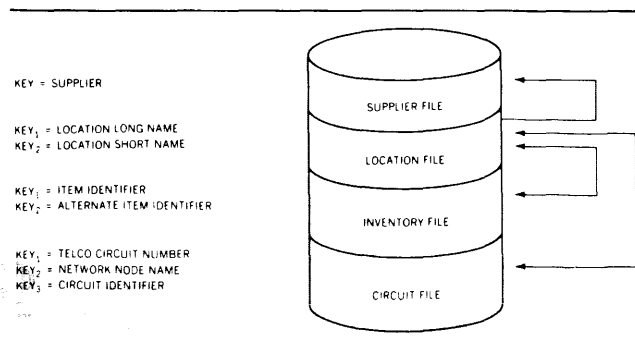 KEY = SUPPLIER
SUPPLIER FILE
KEY₁ = LOCATION LONG NAME
KEY₂ = LOCATION SHORT NAME
LOCATION FILE
KEY₁ = ITEM IDENTIFIER
KEY₂ = ALTERNATE ITEM IDENTIFIER
INVENTORY FILE
KEY₁ = TELCO CIRCUIT NUMBER
KEY₂ = NETWORK NODE NAME
KEY₃ = CIRCUIT IDENTIFIER
CIRCUIT FILE